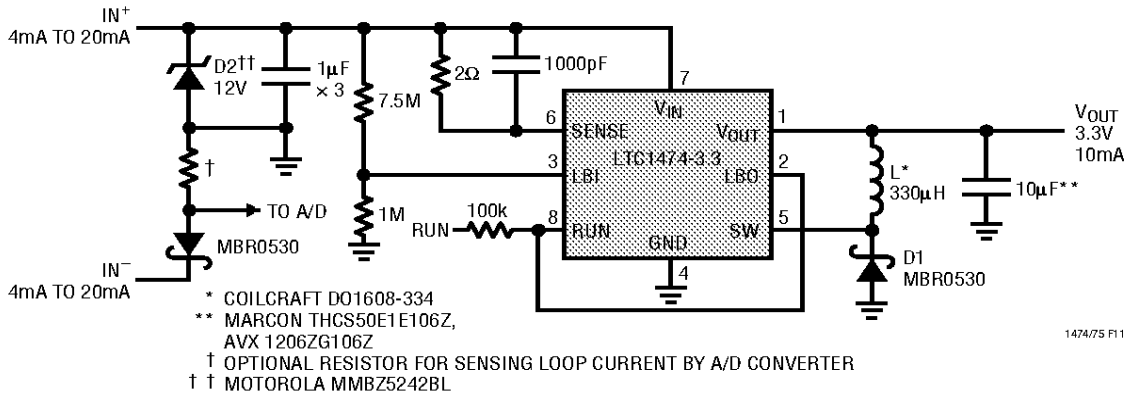 IN+
4mA TO 20mA
D2††
12V
1µF
× 3
7.5M
2Ω
1000pF
7
VIN
6
SENSE
VOUT
1
LTC1474-3.3
3
LBI
LBO
2
8
RUN
SW
5
GND
4
VOUT
3.3V
10mA
L*
330µH
10µF**
†
TO A/D
1M
100k
RUN
MBR0530
D1
MBR0530
IN–
4mA TO 20mA
* COILCRAFT DO1608-334
** MARCON THCS50E1E106Z,
AVX 1206ZG106Z
† OPTIONAL RESISTOR FOR SENSING LOOP CURRENT BY A/D CONVERTER
† † MOTOROLA MMBZ5242BL
1474/75 F11